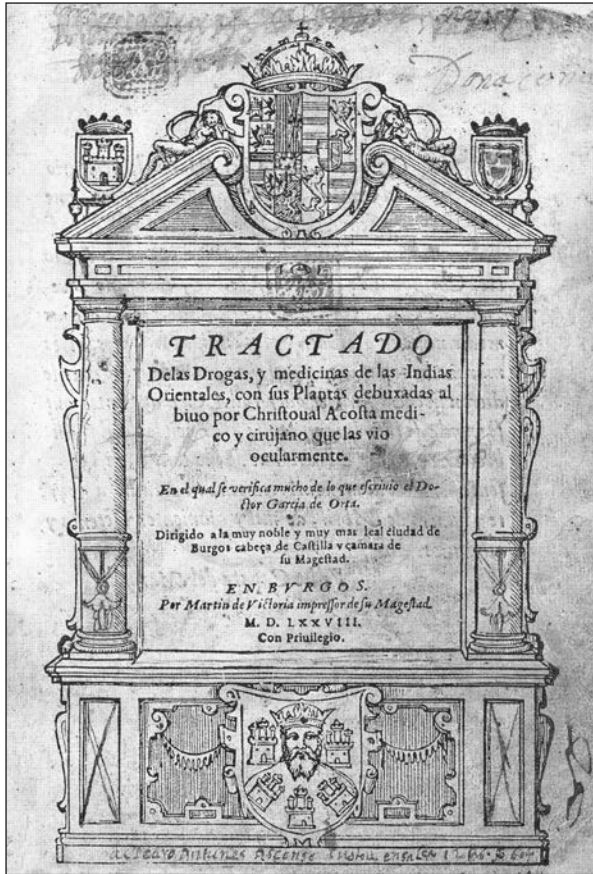 Dona
TRACTADO
Delas Drogas, y medicinas de las Indias
Orientales, con sus Plantas debuxadas al
biuo por Christoual Acosta medi-
co y cirujano que las vio
ocularmente.
En el qual se verifica mucho de lo que escriuio el Do-
ctor Garcia de Orta.
Dirigido a la muy noble y muy mas leal ciudad de
Burgos cabeça de Castilla y camara de
su Magestad.
EN BVRGOS.
Por Martin de Victoria impressor de su Magestad.
M. D. LXXVIII.
Con Priuilegio.
Pedro Antunes